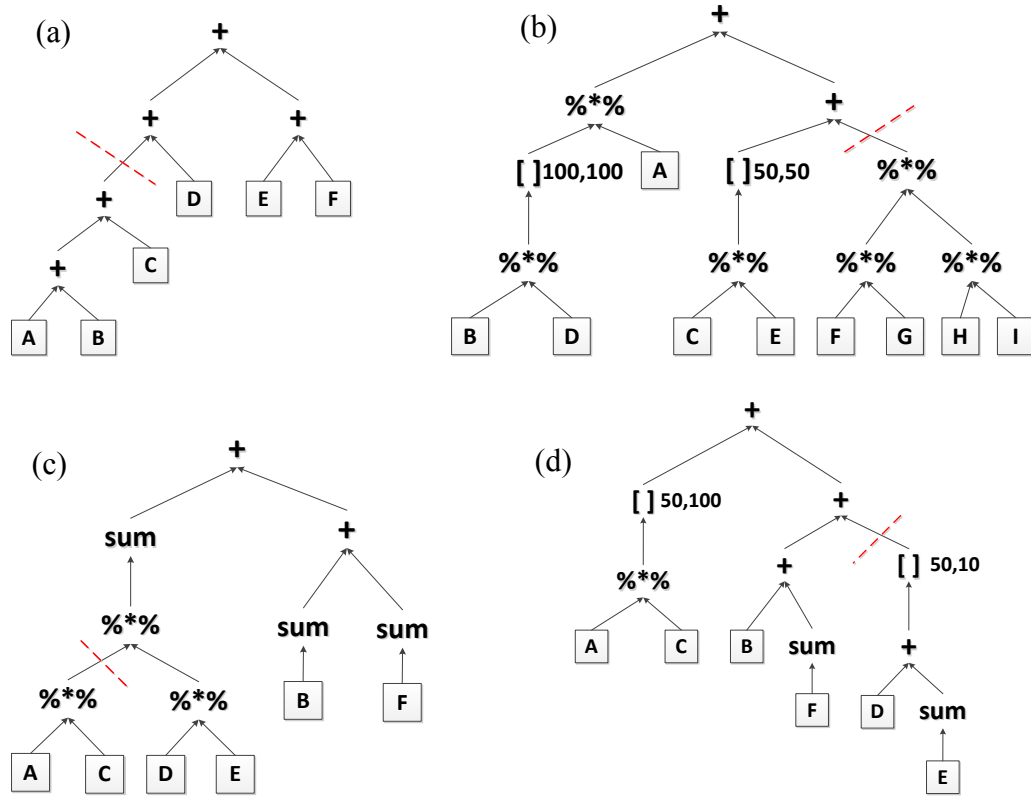 (a)
+
+ +
+ D E F
+ C
A B
(b)
+
%*% +
[ ]100,100 A [ ]50,50 %*%
%*% %*% %*% %*%
B D C E F G H I
(c)
+
sum +
%*% sum sum
%*% %*% B F
A C D E
(d)
+
[ ] 50,100 +
%*% + [ ] 50,10
A C B sum +
F D sum
E